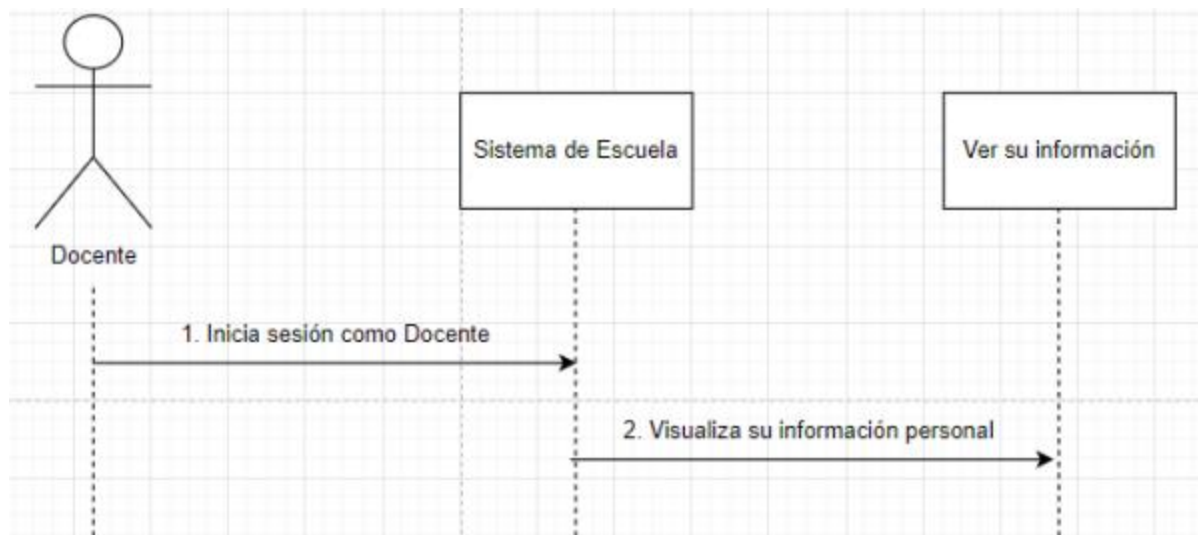 Sistema de Escuela
Ver su información
Docente
1. Inicia sesión como Docente
2. Visualiza su información personal